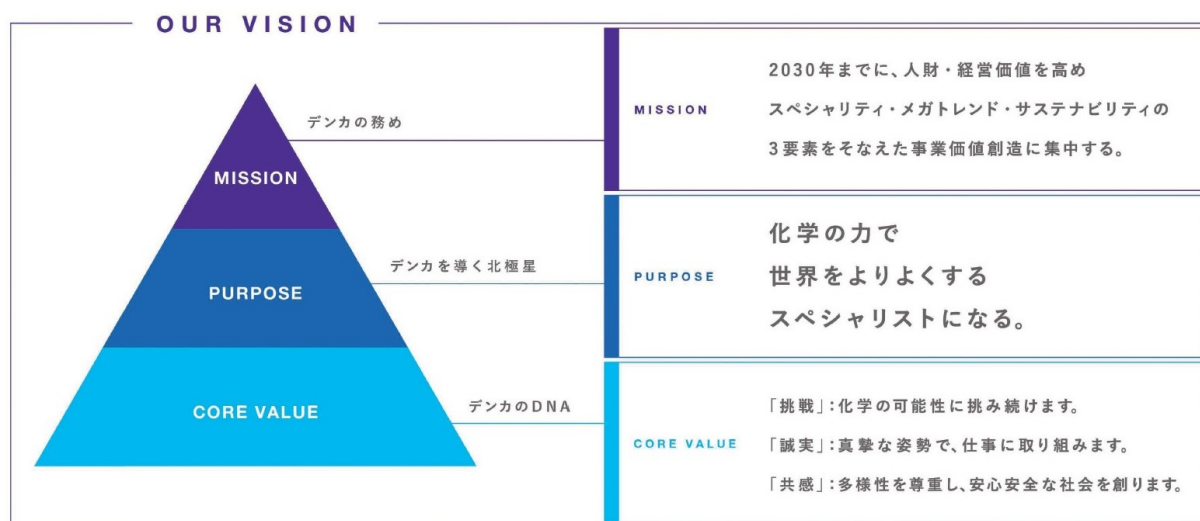 OUR VISION
MISSION
デンカの務め
MISSION
2030年までに、人財・経営価値を高め
スペシャリティ・メガトレンド・サステナビリティの
3要素をそなえた事業価値創造に集中する。
PURPOSE
デンカを導く北極星
PURPOSE
化学の力で
世界をよりよくする
スペシャリストになる。
CORE VALUE
デンカのDNA
CORE VALUE
「挑戦」:化学の可能性に挑み続けます。
「誠実」:真摯な姿勢で、仕事に取り組みます。
「共感」:多様性を尊重し、安心安全な社会を創ります。